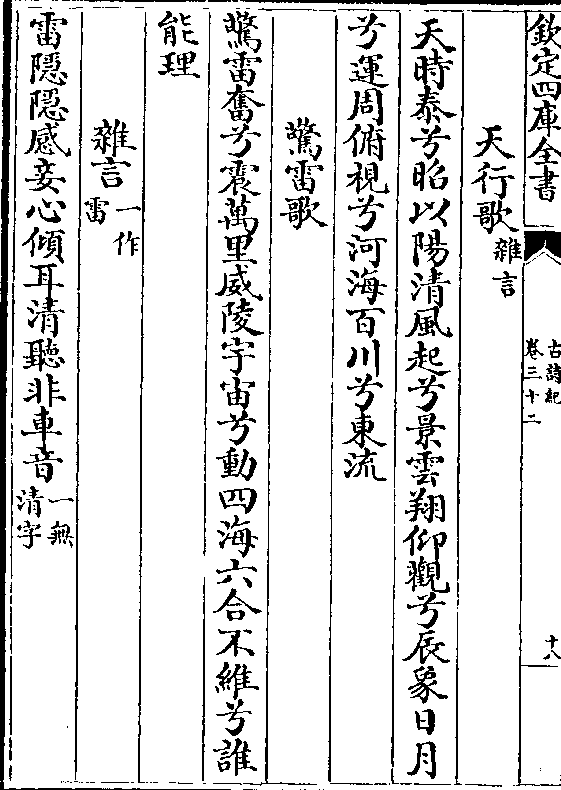 欽定四庫全書
古詩紀
卷三十二
十八
天行歌雜言
天時泰兮昭以陽清風起兮景雲翔仰觀兮辰象日月
兮運周俯視兮河海百川兮東流
驚雷歌
驚雷奮兮震萬里威陵宇宙兮動四海六合不維兮誰
能理
雜言一作雷
雷隠隠感妾心傾耳清聽非車音一無清字